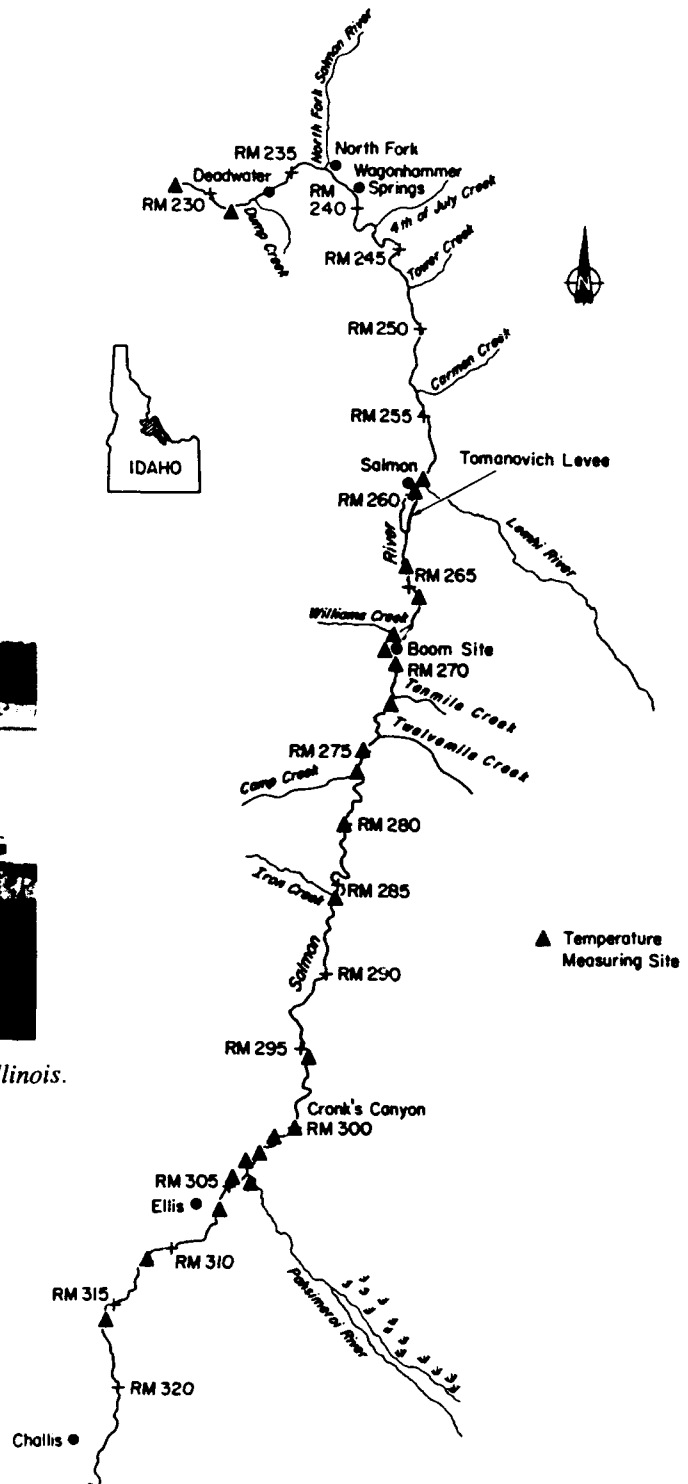 North Fork Salmon River
RM 235
North Fork
Deadwater
Wagonhammer
Springs
RM 230
RM
240
Dump Creek
4th of July Creek
RM 245
Tower Creek
N
RM 250
Carmen Creek
RM 255
IDAHO
Salmon
Tomanovich Levee
RM 260
River
Lemhi River
RM 265
Williams Creek
Boom Site
RM 270
Tenmile Creek
Twelvemile Creek
RM 275
Camp Creek
RM 280
Iron Creek
RM 285
Temperature
Measuring Site
Salmon
RM 290
RM 295
llinois.
Cronk's Canyon
RM 300
RM 305
Ellis
RM 310
Pahsimeroi River
RM 315
RM 320
Challis